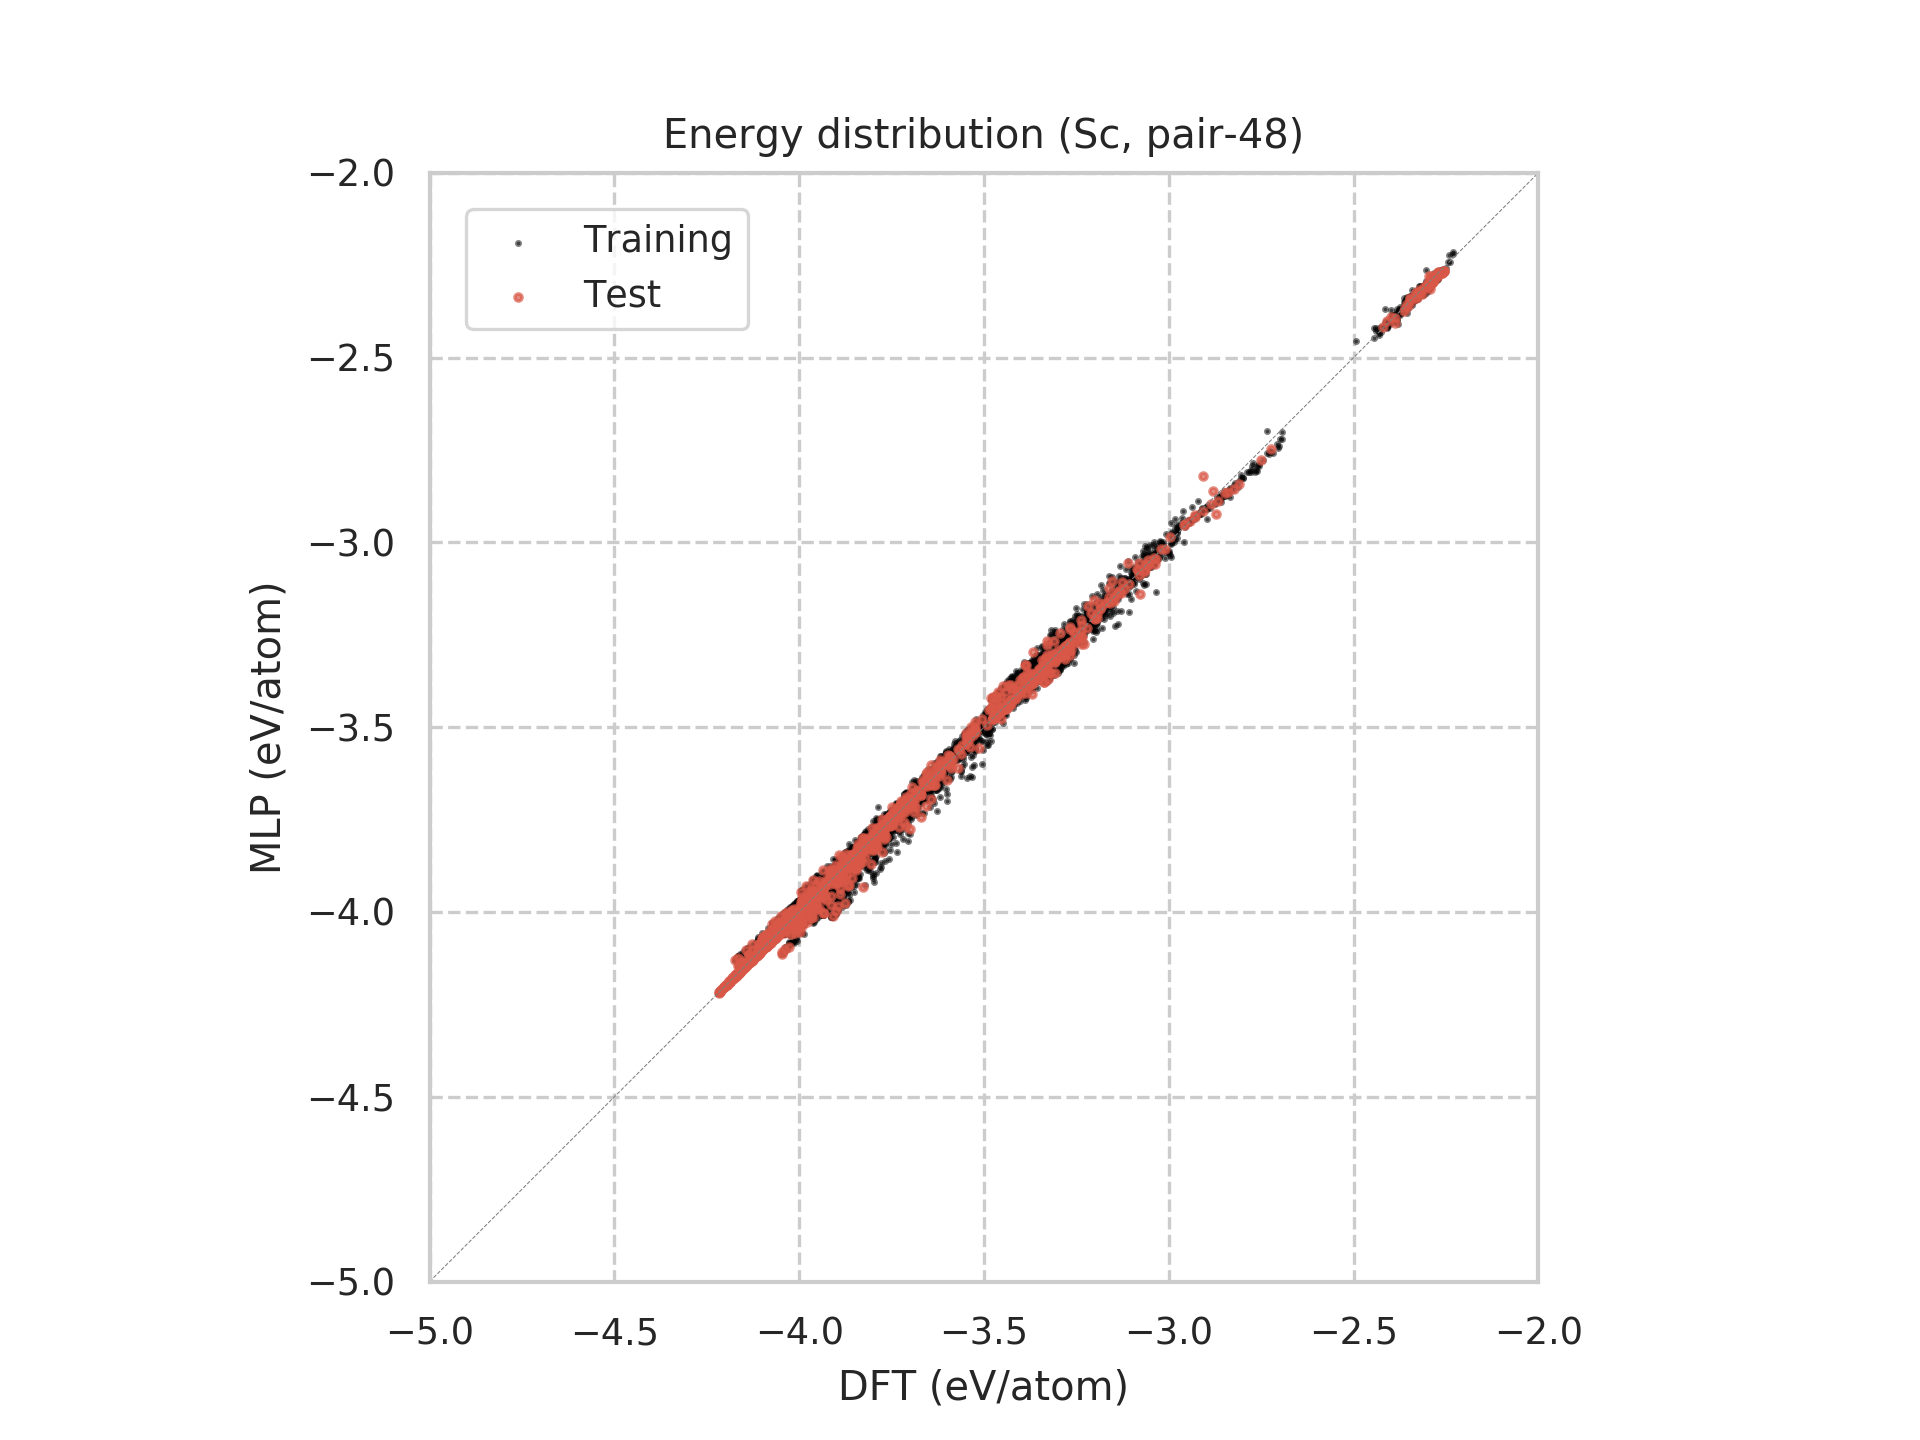 Energy distribution (Sc, pair-48)
−2.0
−2.5
−3.0
−3.5
−4.0
−4.5
−5.0
MLP (eV/atom)
Training
Test
−5.0 −4.5 −4.0 −3.5 −3.0 −2.5 −2.0
DFT (eV/atom)